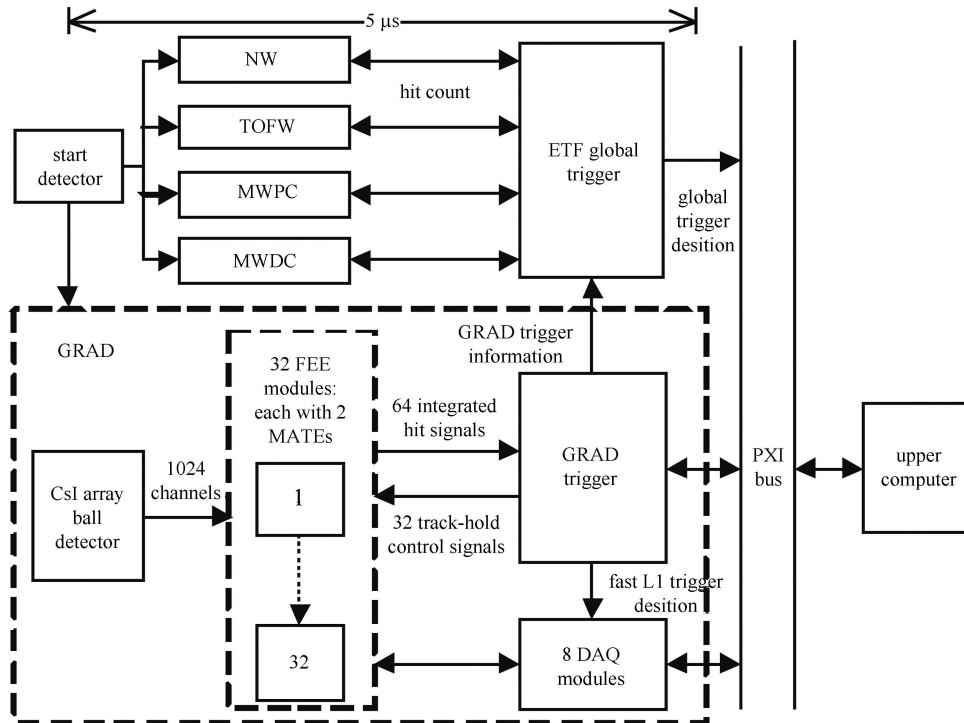 5 μs
NW
hit count
TOFW
start
detector
MWPC
MWDC
ETF global
trigger
global
trigger
desition
GRAD
32 FEE
modules:
each with 2
MATEs
GRAD trigger
information
64 integrated
hit signals
1024
channels
CsI array
ball
detector
1
32 track-hold
control signals
GRAD
trigger
PXI
bus
upper
computer
fast L1 trigger
desition
32
8 DAQ
modules